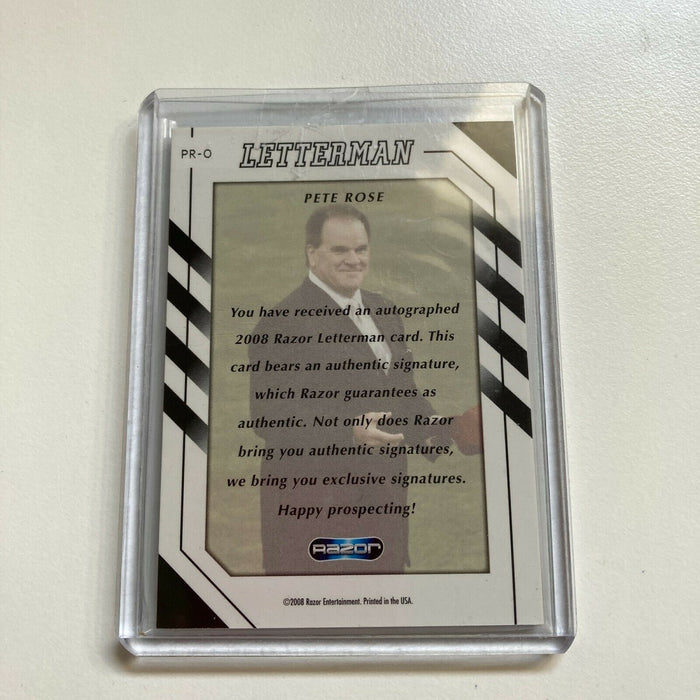 PR-O
LETTERMAN
PETE ROSE
You have received an autographed
2008 Razor Letterman card. This
card bears an authentic signature,
which Razor guarantees as
authentic. Not only does Razor
bring you authentic signatures,
we bring you exclusive signatures.
Happy prospecting!
Razor
©2008 Razor Entertainment. Printed in the USA.